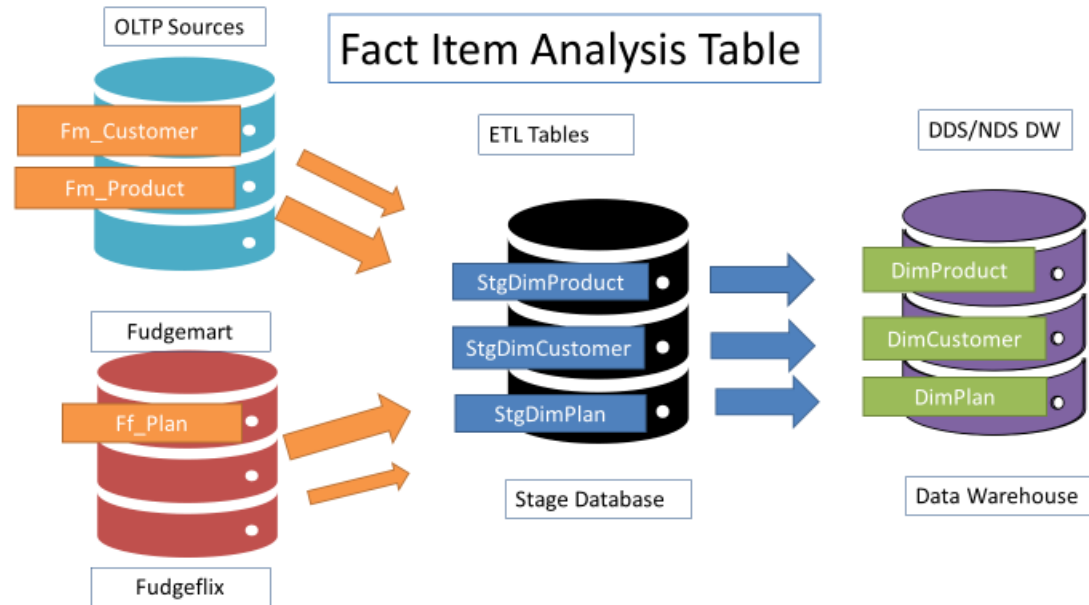 OLTP Sources
Fact Item Analysis Table
Fm_Customer
Fm_Product
ETL Tables
DDS/NDS DW
StgDimProduct
StgDimCustomer
StgDimPlan
DimProduct
DimCustomer
DimPlan
Fudgemart
Ff_Plan
Fudgeflix
Stage Database
Data Warehouse